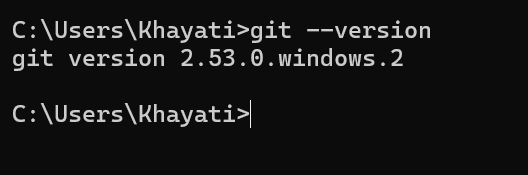 C:\Users\Khayati>git --version
git version 2.53.0.windows.2
C:\Users\Khayati>